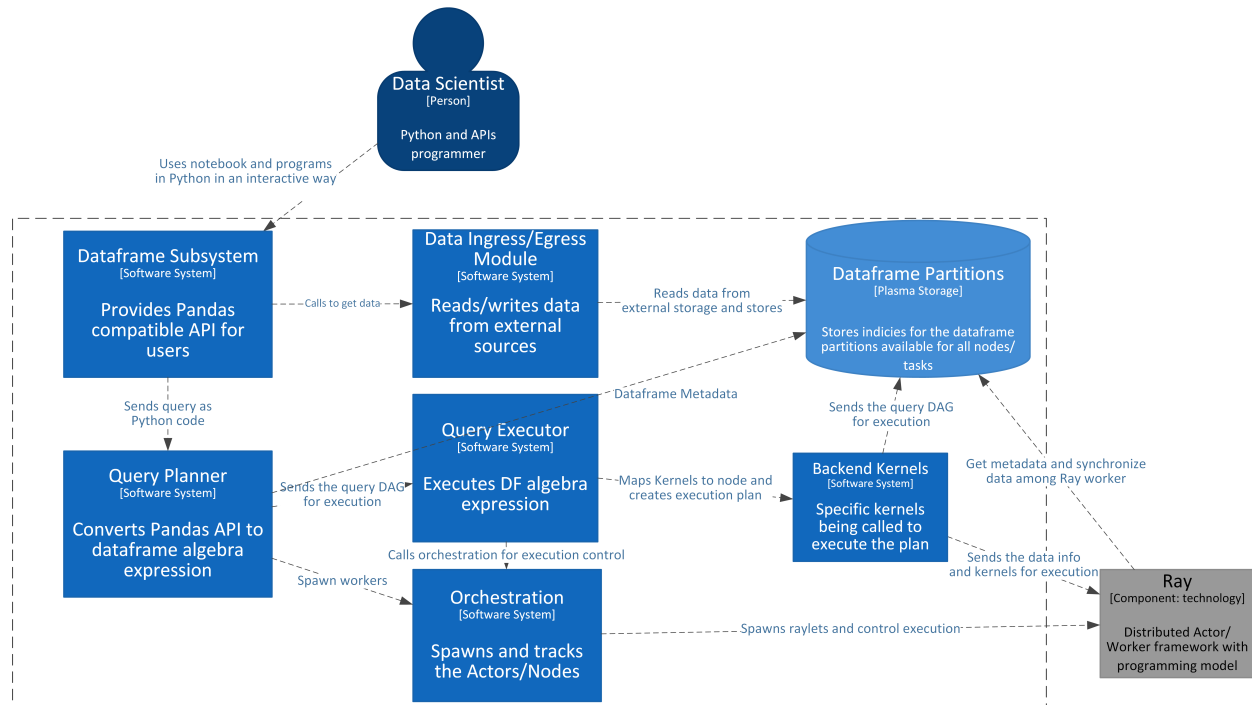 Data Scientist
[Person]
Python and APIs
programmer
Uses notebook and programs
in Python in an interactive way
Dataframe Subsystem
[Software System]
Provides Pandas
compatible API for
users
Calls to get data
Data Ingress/Egress
Module
[Software System]
Reads/writes data
from external
sources
Reads data from
external storage and stores
Dataframe Partitions
[Plasma Storage]
Stores indicies for the dataframe
partitions available for all nodes/
tasks
Sends query as
Python code
Dataframe Metadata
Query Planner
[Software System]
Converts Pandas API to
dataframe algebra
expression
Sends the query DAG
for execution
Query Executor
[Software System]
Executes DF algebra
expression
Maps Kernels to node and
creates execution plan
Sends the query DAG
for execution
Backend Kernels
[Software System]
Specific kernels
being called to
execute the plan
Get metadata and synchronize
data among Ray worker
Calls orchestration for execution control
Spawn workers
Orchestration
[Software System]
Spawns and tracks
the Actors/Nodes
Sends the data info
and kernels for execution
Spawns raylets and control execution
Ray
[Component: technology]
Distributed Actor/
Worker framework with
programming model